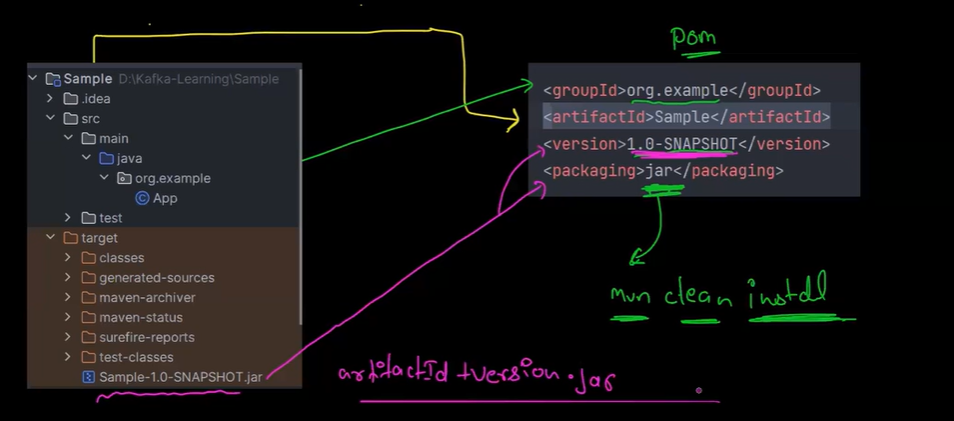 pom
Sample D:\Kafka-Learning\Sample
.idea
src
main
java
org.example
App
test
target
classes
generated-sources
maven-archiver
maven-status
surefire-reports
test-classes
Sample-1.0-SNAPSHOT.jar
<groupId>org.example</groupId>
<artifactId>Sample</artifactId>
<version>1.0-SNAPSHOT</version>
<packaging>jar</packaging>
mvn clean install
artifactId +version.jar